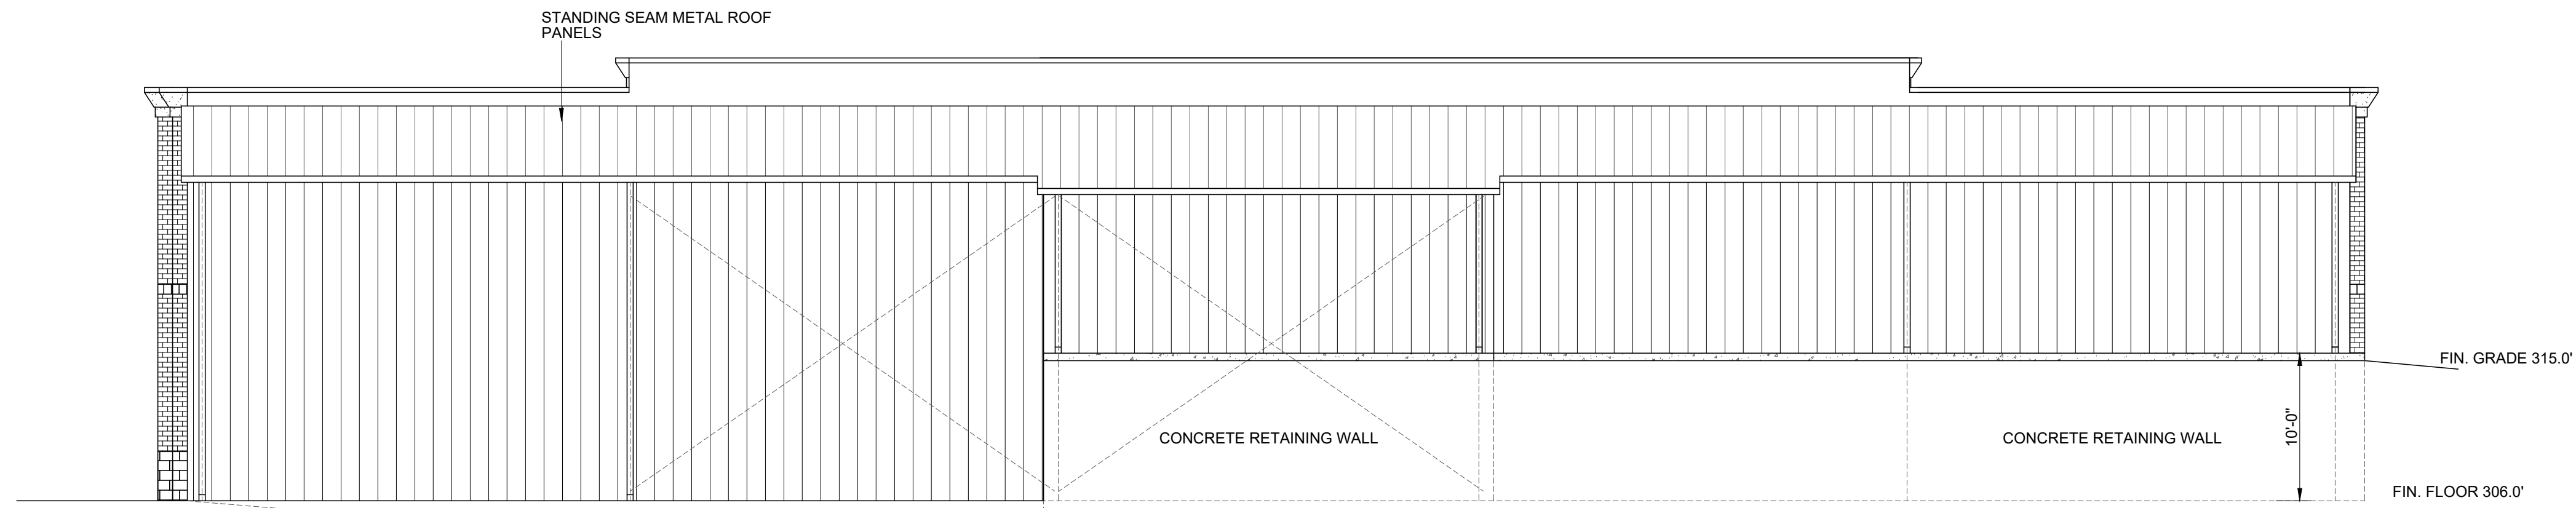 STANDING SEAM METAL ROOF
PANELS
FIN. GRADE 315.0'
CONCRETE RETAINING WALL
CONCRETE RETAINING WALL
10'-0"
FIN. FLOOR 306.0'